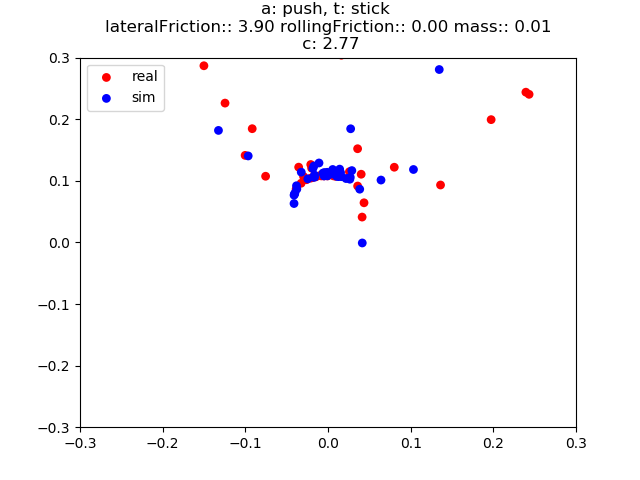 a: push, t: stick
lateralFriction:: 3.90 rollingFriction:: 0.00 mass:: 0.01
c: 2.77
real
sim
0.3
0.2
0.1
0.0
−0.1
−0.2
−0.3
−0.3
−0.2
−0.1
0.0
0.1
0.2
0.3